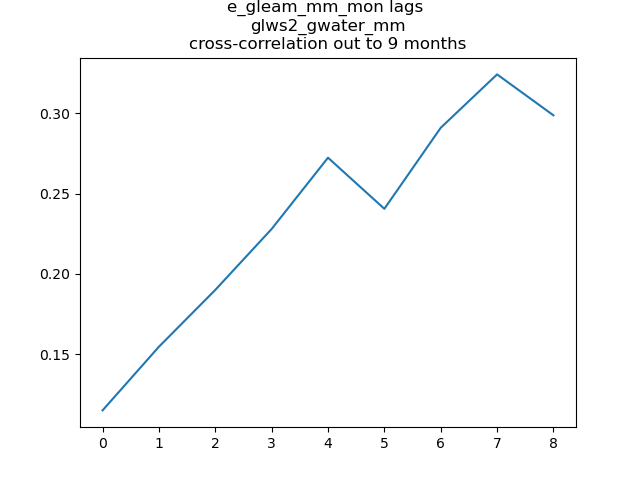 e_gleam_mm_mon lags
glws2_gwater_mm
cross-correlation out to 9 months
0.30
0.25
0.20
0.15
0 1 2 3 4 5 6 7 8